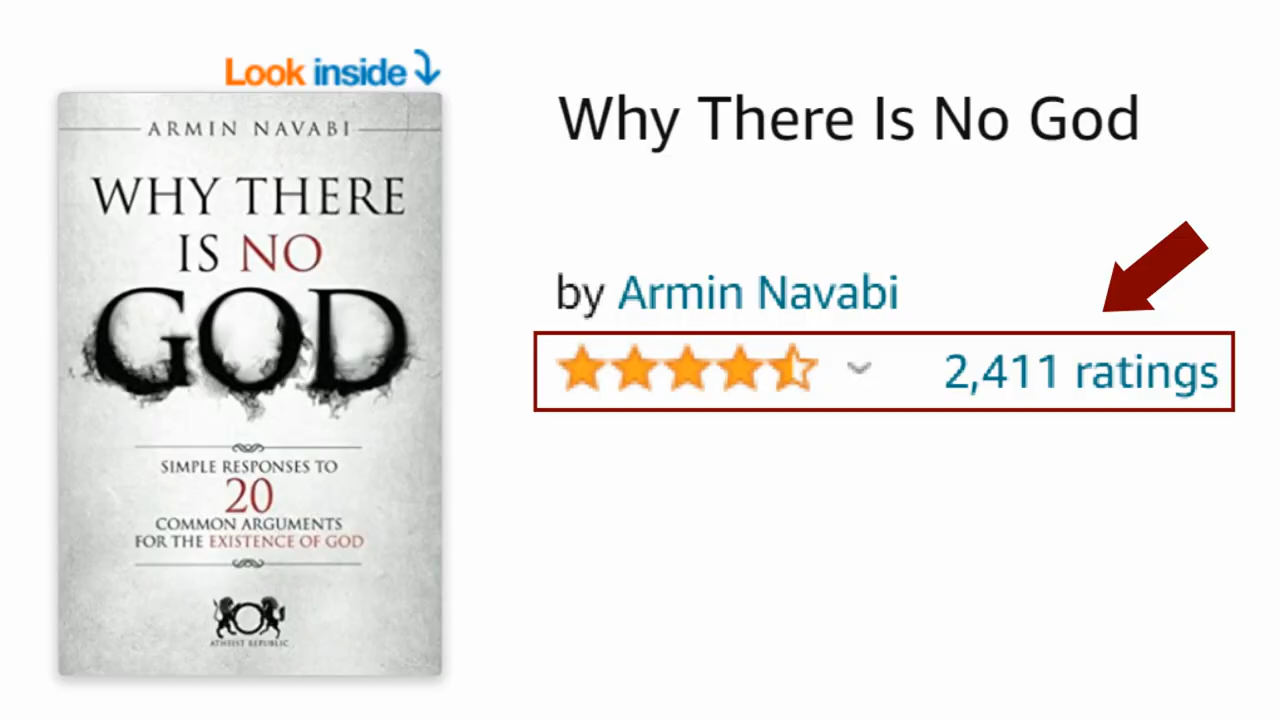 Look inside
ARMIN NAVABI
WHY THERE
IS NO
GOD
SIMPLE RESPONSES TO
20
COMMON ARGUMENTS
FOR THE EXISTENCE OF GOD
ATHEIST REPUBLIC
Why There Is No God
by Armin Navabi
2,411 ratings